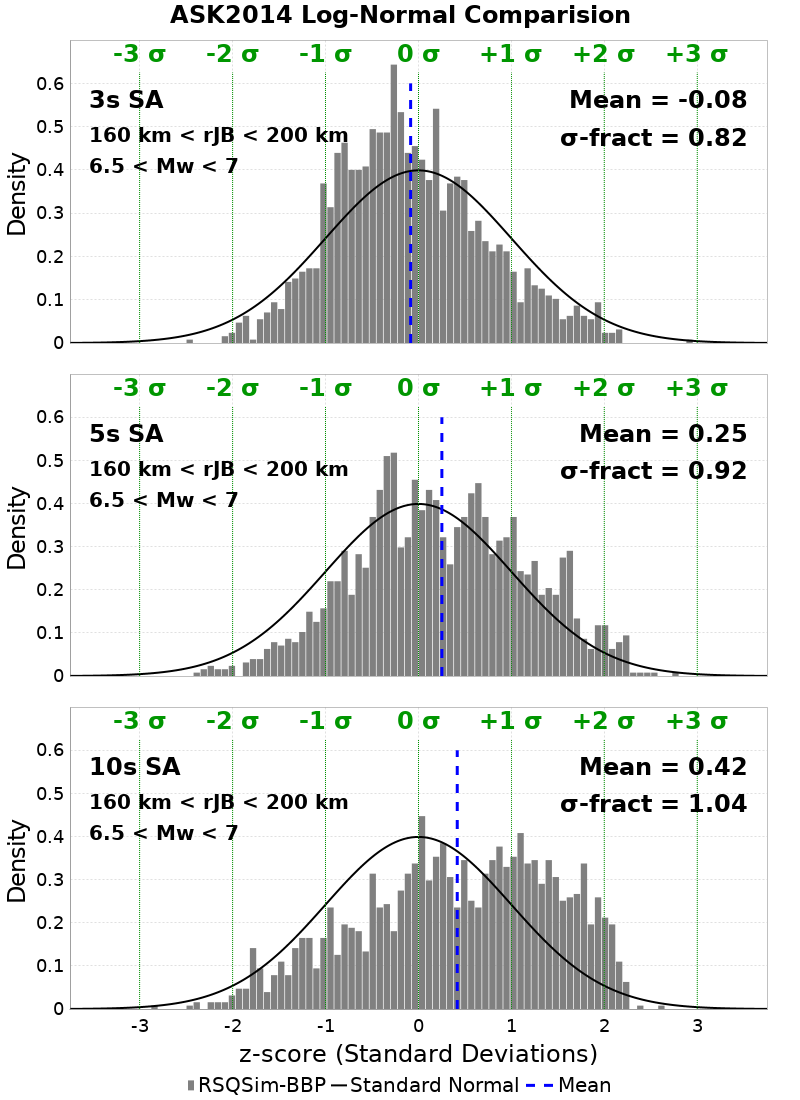 ASK2014 Log-Normal Comparision
-3 σ -2 σ -1 σ 0 σ +1 σ +2 σ +3 σ
3s SA
160 km < rJB < 200 km
6.5 < Mw < 7
Mean = -0.08
σ-fract = 0.82
Density
0.6
0.5
0.4
0.3
0.2
0.1
0
-3 σ -2 σ -1 σ 0 σ +1 σ +2 σ +3 σ
5s SA
160 km < rJB < 200 km
6.5 < Mw < 7
Mean = 0.25
σ-fract = 0.92
Density
0.6
0.5
0.4
0.3
0.2
0.1
0
-3 σ -2 σ -1 σ 0 σ +1 σ +2 σ +3 σ
10s SA
160 km < rJB < 200 km
6.5 < Mw < 7
Mean = 0.42
σ-fract = 1.04
Density
0.6
0.5
0.4
0.3
0.2
0.1
0
-3 -2 -1 0 1 2 3
z-score (Standard Deviations)
RSQSim-BBP Standard Normal Mean